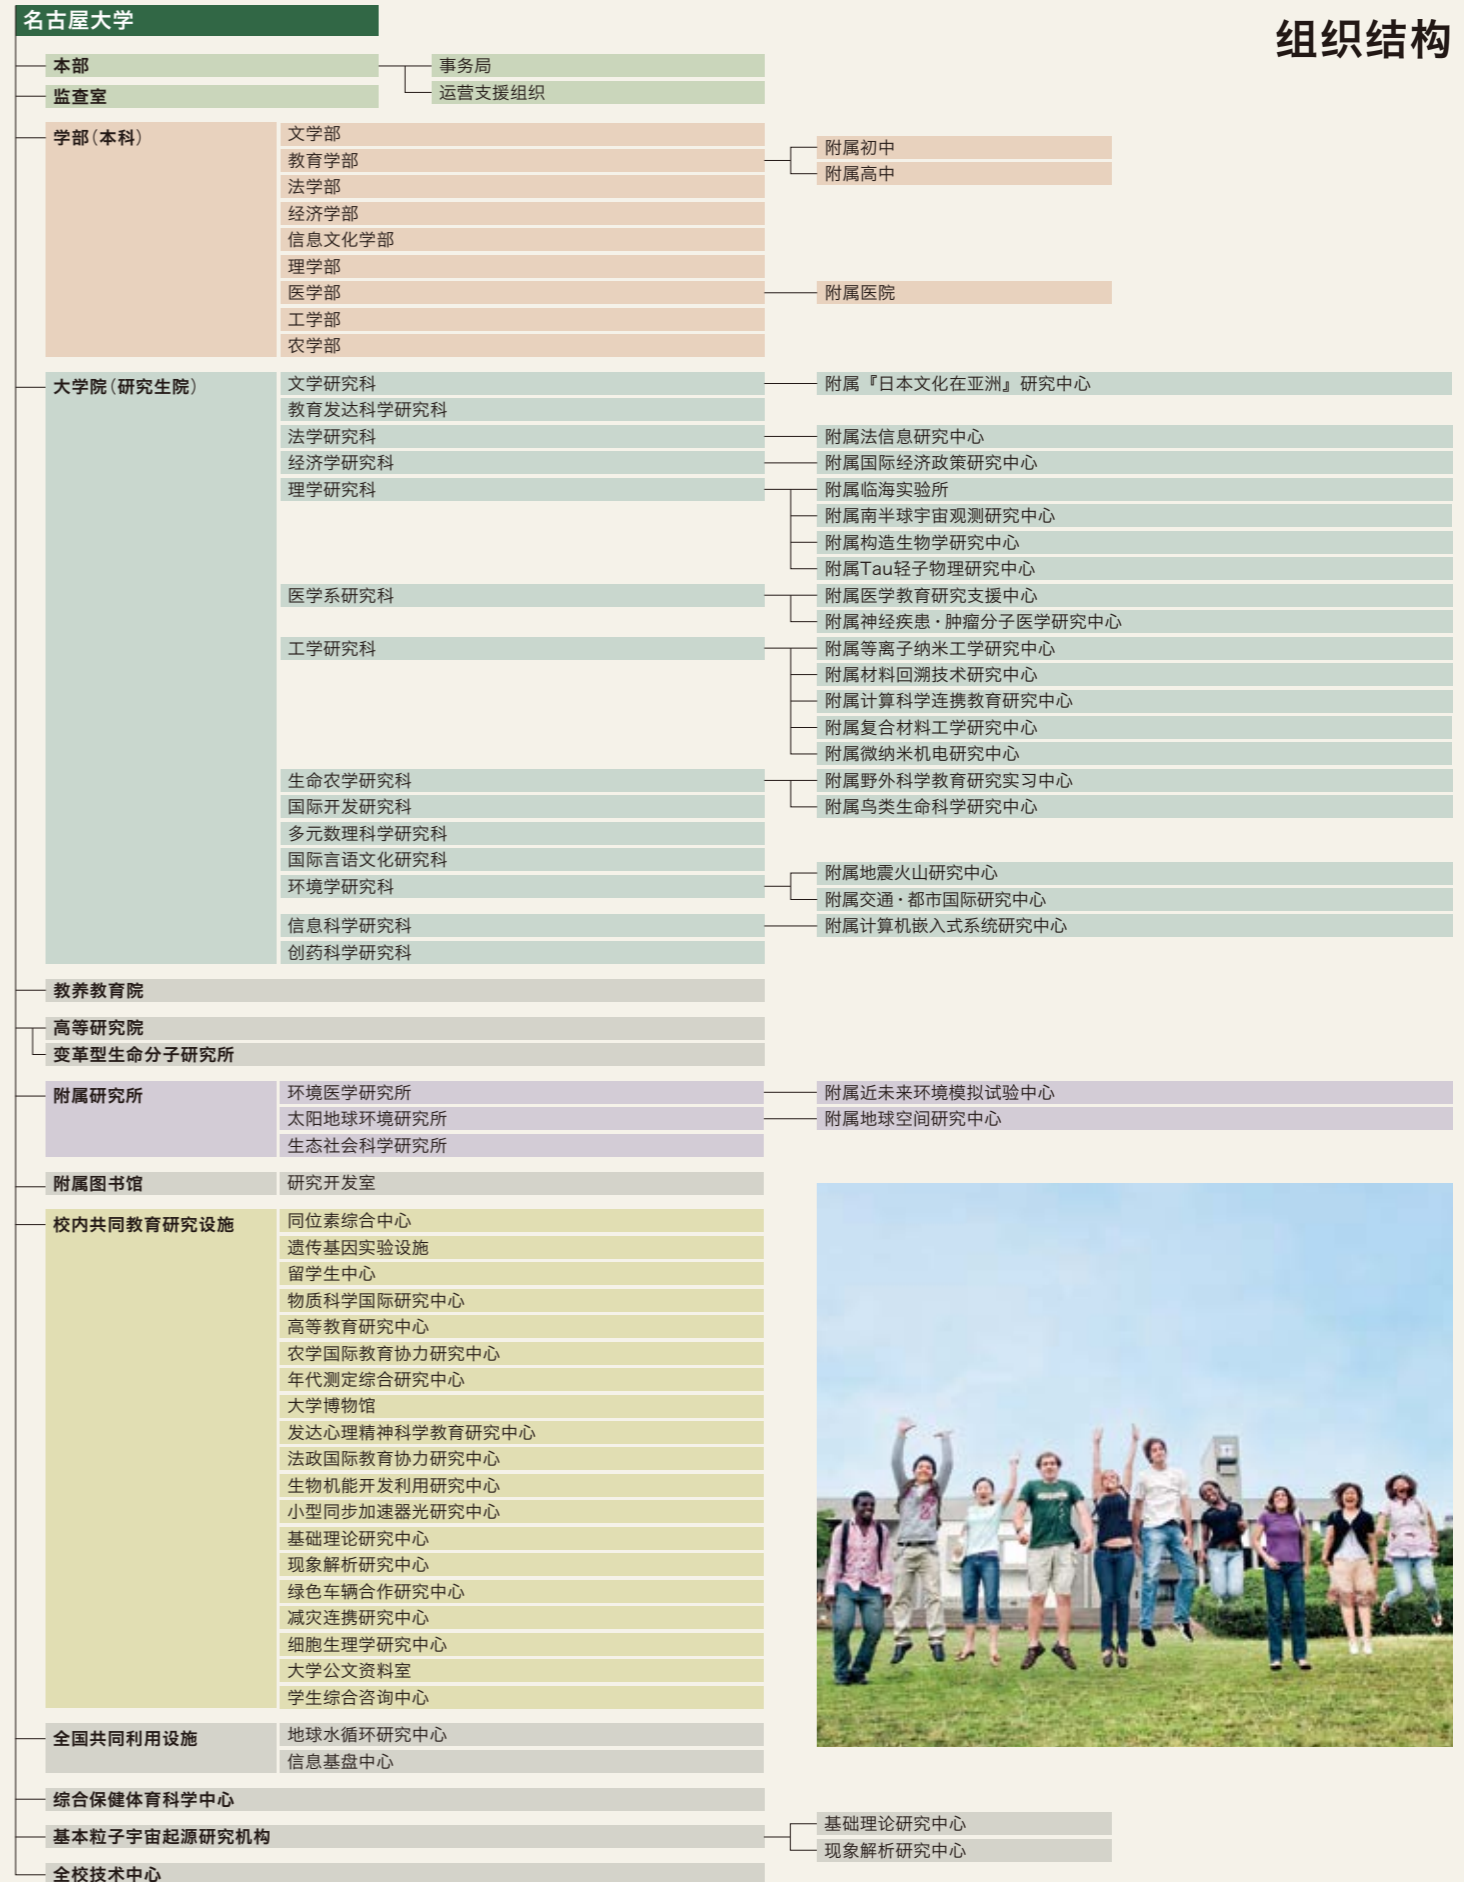 名古屋大学
组织结构
本部
事务局
监查室
运营支援组织
学部（本科）
文学部
教育学部
附属初中
附属高中
法学部
经济学部
信息文化学部
理学部
医学部
附属医院
工学部
农学部
大学院（研究生院）
文学研究科
附属『日本文化在亚洲』研究中心
教育发达科学研究科
法学研究科
附属法信息研究中心
经济学研究科
附属国际经济政策研究中心
理学研究科
附属临海实验所
附属南半球宇宙观测研究中心
附属构造生物学研究中心
附属Tau轻子物理研究中心
医学系研究科
附属医学教育研究支援中心
附属神经疾患·肿瘤分子医学研究中心
工学研究科
附属等离子纳米工学研究中心
附属材料回溯技术研究中心
附属计算科学连携教育研究中心
附属复合材料工学研究中心
附属微纳米机电研究中心
生命农学研究科
附属野外科学教育研究实习中心
国际开发研究科
附属鸟类生命科学研究中心
多元数理科学研究科
国际言语文化研究科
环境学研究科
附属地震火山研究中心
附属交通·都市国际研究中心
信息科学研究科
附属计算机嵌入式系统研究中心
创药科学研究科
教养教育院
高等研究院
变革型生命分子研究所
附属研究所
环境医学研究所
附属近未来环境模拟试验中心
太阳地球环境研究所
附属地球空间研究中心
生态社会科学研究所
附属图书馆
研究开发室
校内共同教育研究设施
同位素综合中心
遗传基因实验设施
留学生中心
物质科学国际研究中心
高等教育研究中心
农学国际教育协力研究中心
年代测定综合研究中心
大学博物馆
发达心理精神科学教育研究中心
法政国际教育协力研究中心
生物机能开发利用研究中心
小型同步加速器光研究中心
基础理论研究中心
现象解析研究中心
绿色车辆合作研究中心
减灾连携研究中心
细胞生理学研究中心
大学公文资料室
学生综合咨询中心
全国共同利用设施
地球水循环研究中心
信息基盘中心
综合保健体育科学中心
基本粒子宇宙起源研究机构
基础理论研究中心
现象解析研究中心
全校技术中心